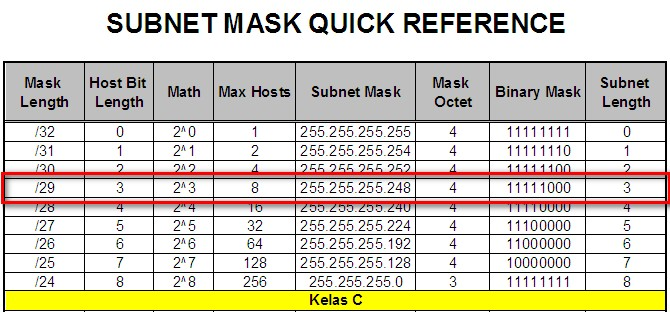 SUBNET MASK QUICK REFERENCE
Mask Length Host Bit Length Math Max Hosts Subnet Mask Mask Octet Binary Mask Subnet Length
/32 0 2^0 1 255.255.255.255 4 11111111 0
/31 1 2^1 2 255.255.255.254 4 11111110 1
/30 2 2^2 4 255.255.255.252 4 11111100 2
/29 3 2^3 8 255.255.255.248 4 11111000 3
/28 4 2^4 16 255.255.255.240 4 11110000 4
/27 5 2^5 32 255.255.255.224 4 11100000 5
/26 6 2^6 64 255.255.255.192 4 11000000 6
/25 7 2^7 128 255.255.255.128 4 10000000 7
/24 8 2^8 256 255.255.255.0 3 11111111 8
Kelas C